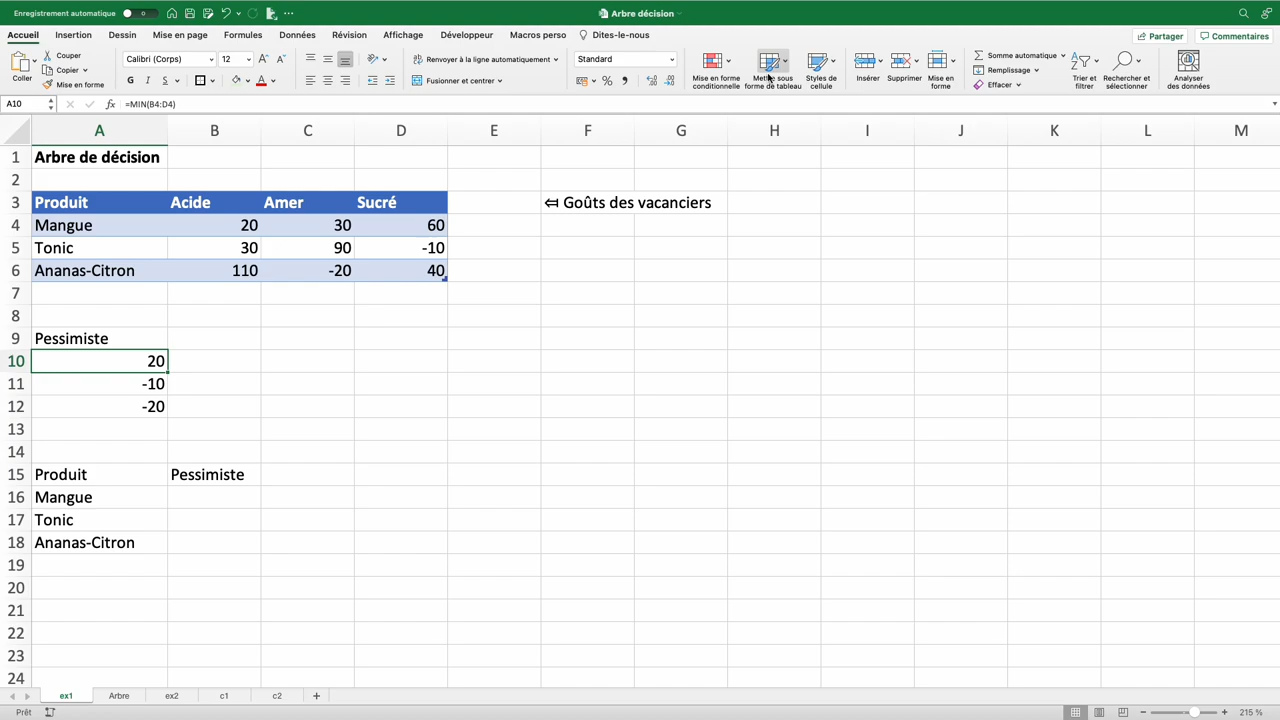 Enregistrement automatique
Arbre décision
Accueil Insertion Dessin Mise en page Formules Données Révision Affichage Développeur Macros perso Dites-le-nous
Partager Commentaires
Coller
Couper
Copier
Mise en forme
Calibri (Corps) 12
G I S
Renvoyer à la ligne automatiquement
Fusionner et centrer
Standard
Mise en forme conditionnelle
Mettre sous forme de tableau
Styles de cellule
Insérer
Supprimer
Mise en forme
Somme automatique
Remplissage
Effacer
Trier et filtrer
Rechercher et sélectionner
Analyser des données
A10 fx =MIN(B4:D4)
A B C D E F G H I J K L M
1 Arbre de décision
2
3 Produit Acide Amer Sucré ⇐ Goûts des vacanciers
4 Mangue 20 30 60
5 Tonic 30 90 -10
6 Ananas-Citron 110 -20 40
7
8
9 Pessimiste
10 20
11 -10
12 -20
13
14
15 Produit Pessimiste
16 Mangue
17 Tonic
18 Ananas-Citron
19
20
21
22
23
24
ex1 Arbre ex2 c1 c2
Prêt
215 %